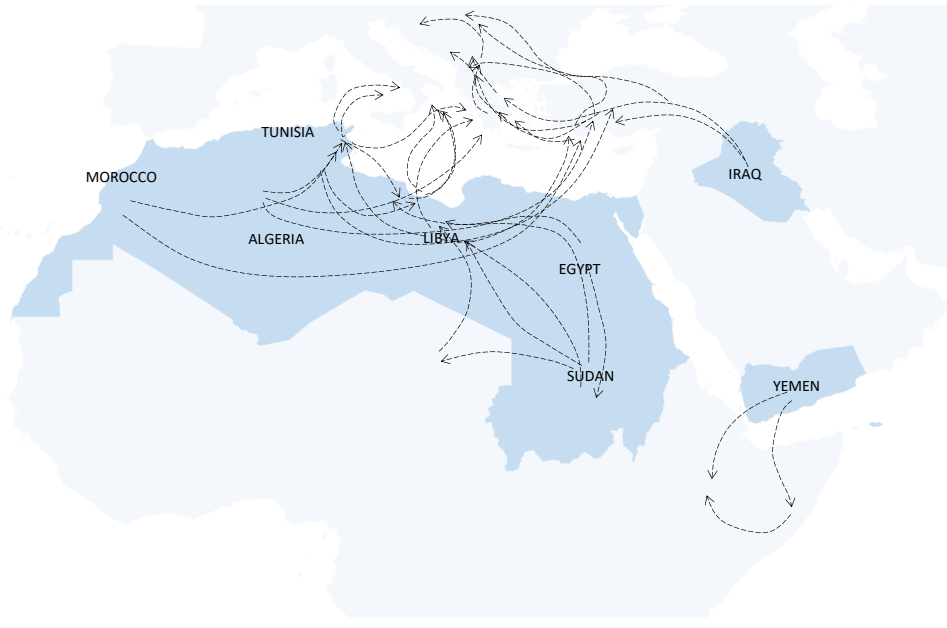 TUNISIA
MOROCCO
IRAQ
ALGERIA
LIBYA
EGYPT
SUDAN
YEMEN